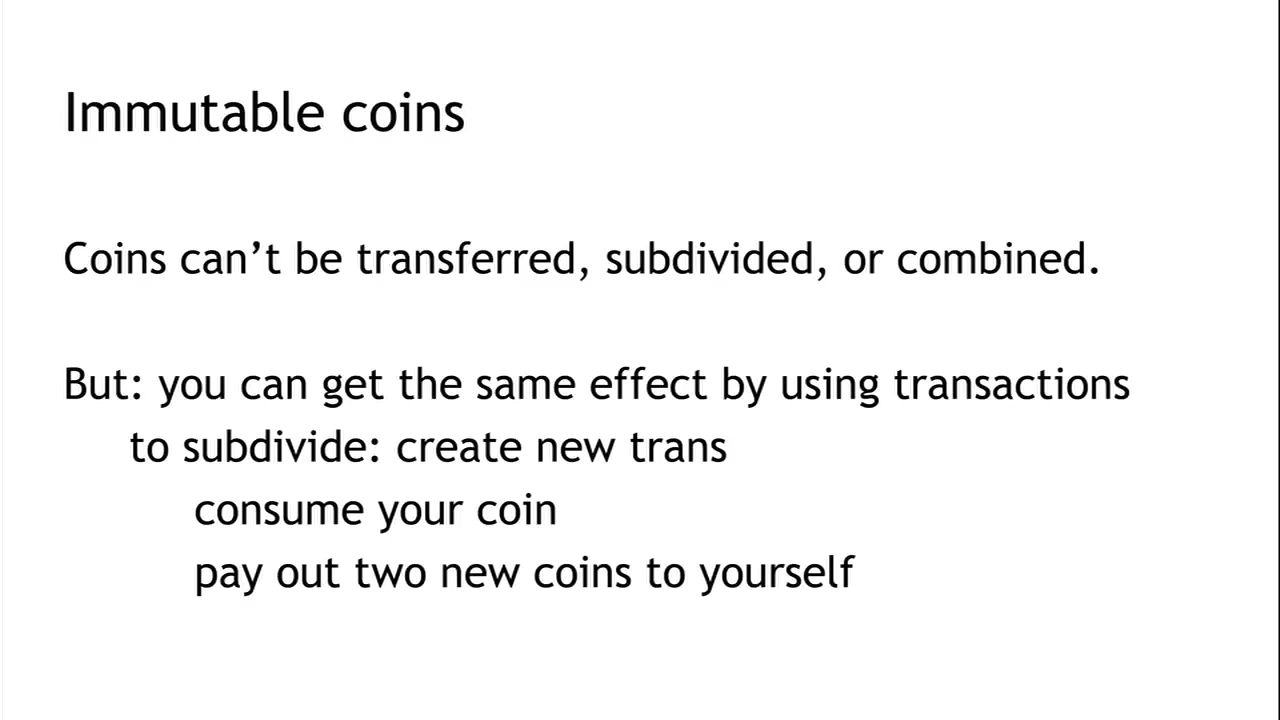 Immutable coins
Coins can’t be transferred, subdivided, or combined.
But: you can get the same effect by using transactions
to subdivide: create new trans
consume your coin
pay out two new coins to yourself